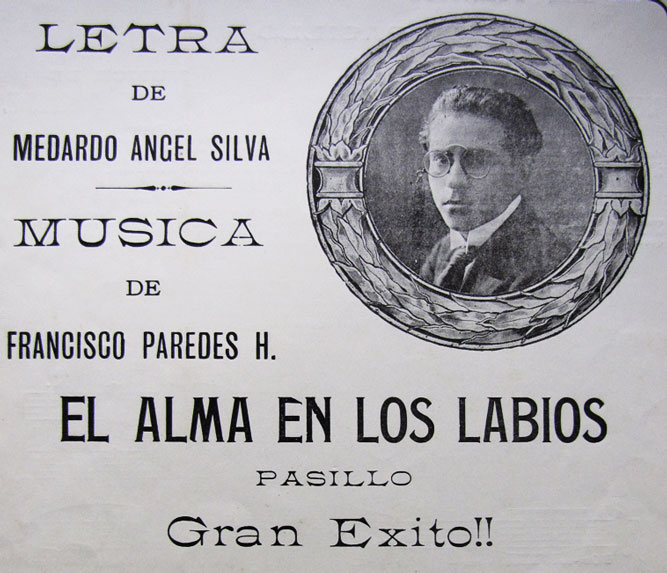 LETRA
DE
MEDARDO ANGEL SILVA
MUSICA
DE
FRANCISCO PAREDES H.
EL ALMA EN LOS LABIOS
PASILLO
Gran Exito!!